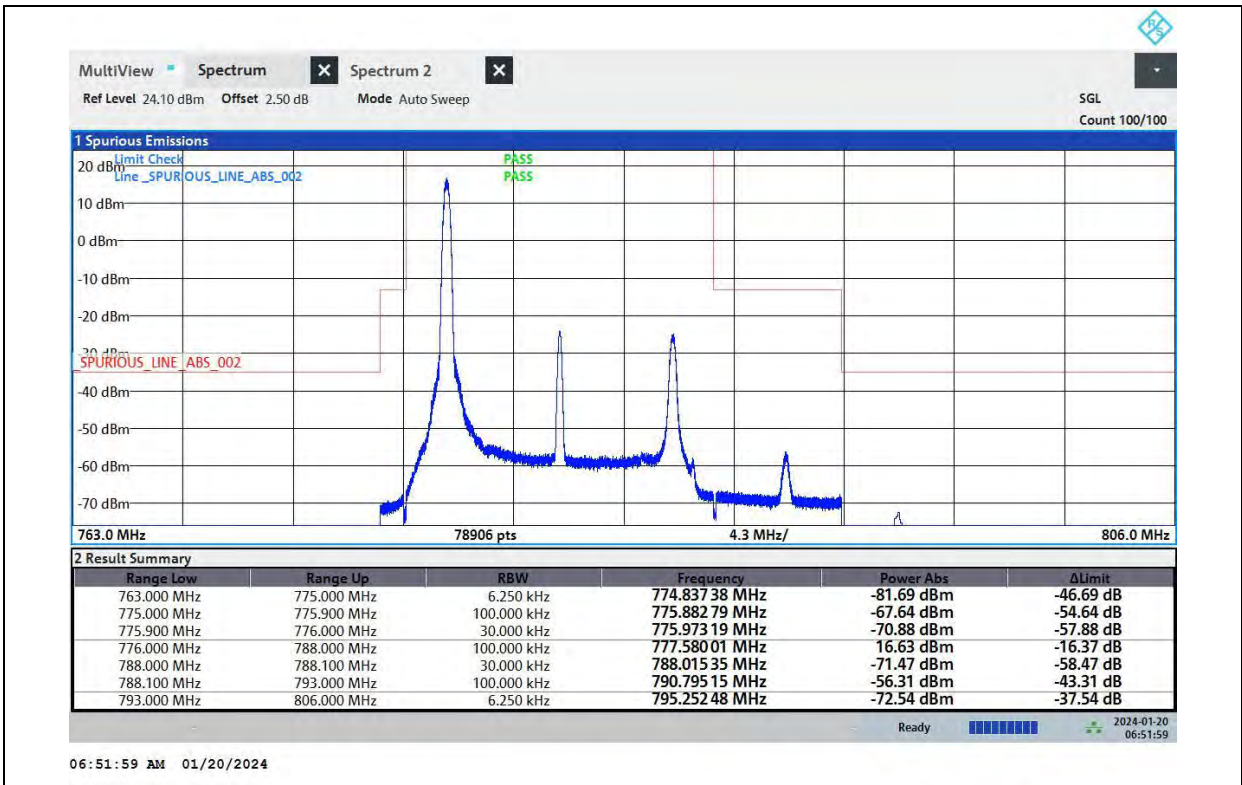 R&S
MultiView Spectrum Spectrum 2
Ref Level 24.10 dBm Offset 2.50 dB Mode Auto Sweep SGL
Count 100/100
1 Spurious Emissions
Limit Check PASS
20 dBm
Line _SPURIOUS_LINE_ABS_002 PASS
10 dBm
0 dBm
-10 dBm
-20 dBm
-30 dBm
_SPURIOUS_LINE_ABS_002
-40 dBm
-50 dBm
-60 dBm
-70 dBm
763.0 MHz 78906 pts 4.3 MHz/ 806.0 MHz
2 Result Summary
Range Low Range Up RBW Frequency Power Abs ΔLimit
763.000 MHz 775.000 MHz 6.250 kHz 774.837 38 MHz -81.69 dBm -46.69 dB
775.000 MHz 775.900 MHz 100.000 kHz 775.882 79 MHz -67.64 dBm -54.64 dB
775.900 MHz 776.000 MHz 30.000 kHz 775.973 19 MHz -70.88 dBm -57.88 dB
776.000 MHz 788.000 MHz 100.000 kHz 777.580 01 MHz 16.63 dBm -16.37 dB
788.000 MHz 788.100 MHz 30.000 kHz 788.015 35 MHz -71.47 dBm -58.47 dB
788.100 MHz 793.000 MHz 100.000 kHz 790.795 15 MHz -56.31 dBm -43.31 dB
793.000 MHz 806.000 MHz 6.250 kHz 795.252 48 MHz -72.54 dBm -37.54 dB
Ready 2024-01-20
06:51:59
06:51:59 AM 01/20/2024